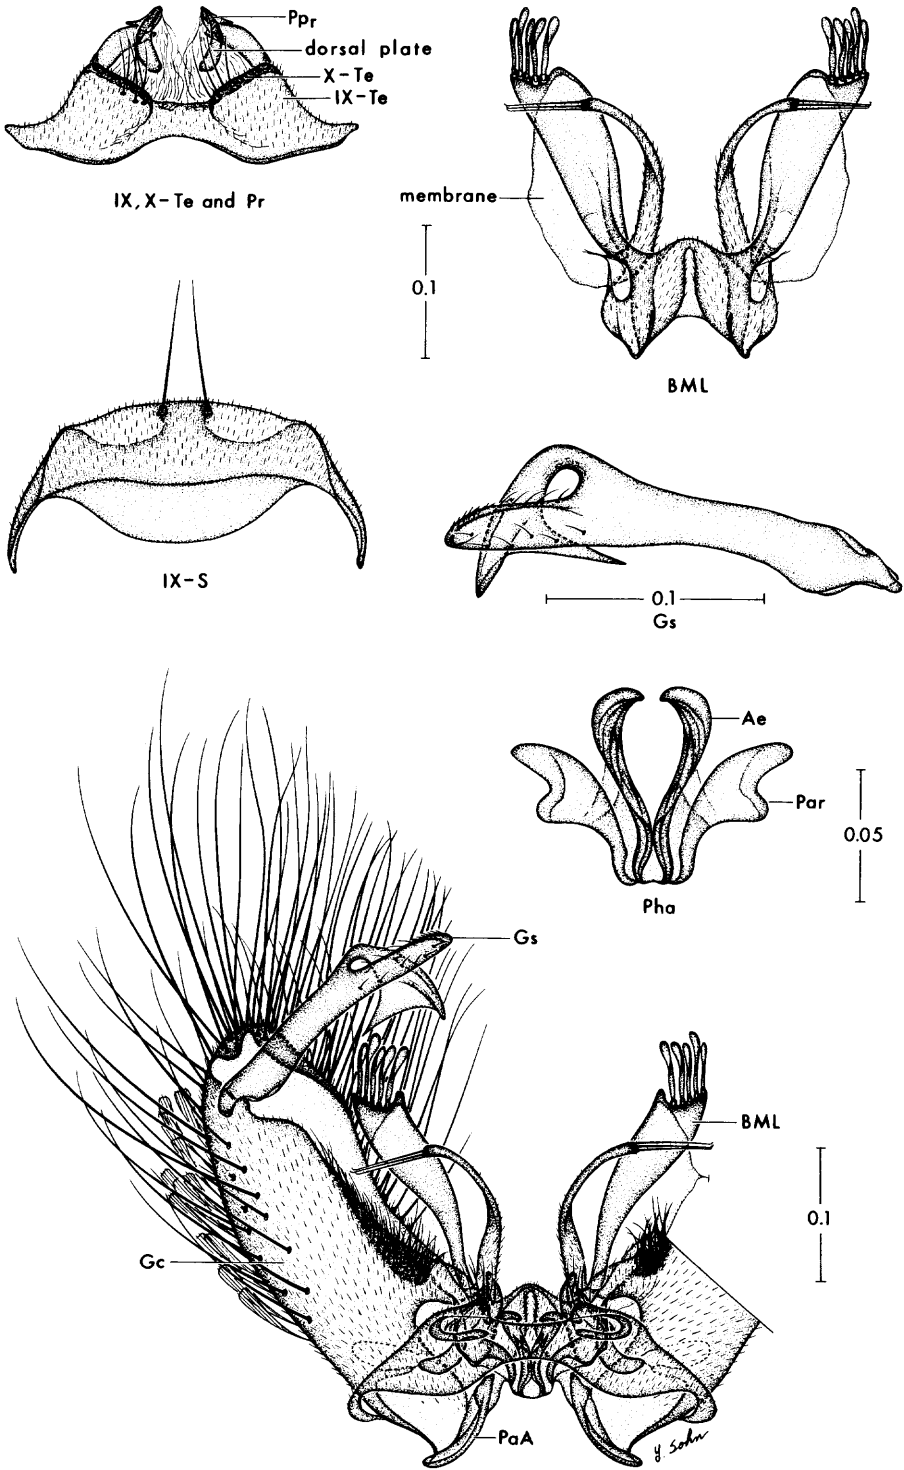 Ppr
dorsal plate
X-Te
IX-Te
IX, X-Te and Pr
membrane
0.1
BML
IX-S
0.1
Gs
Ae
Par
0.05
Pha
Gs
BML
0.1
Gc
PaA
Y. Sohn